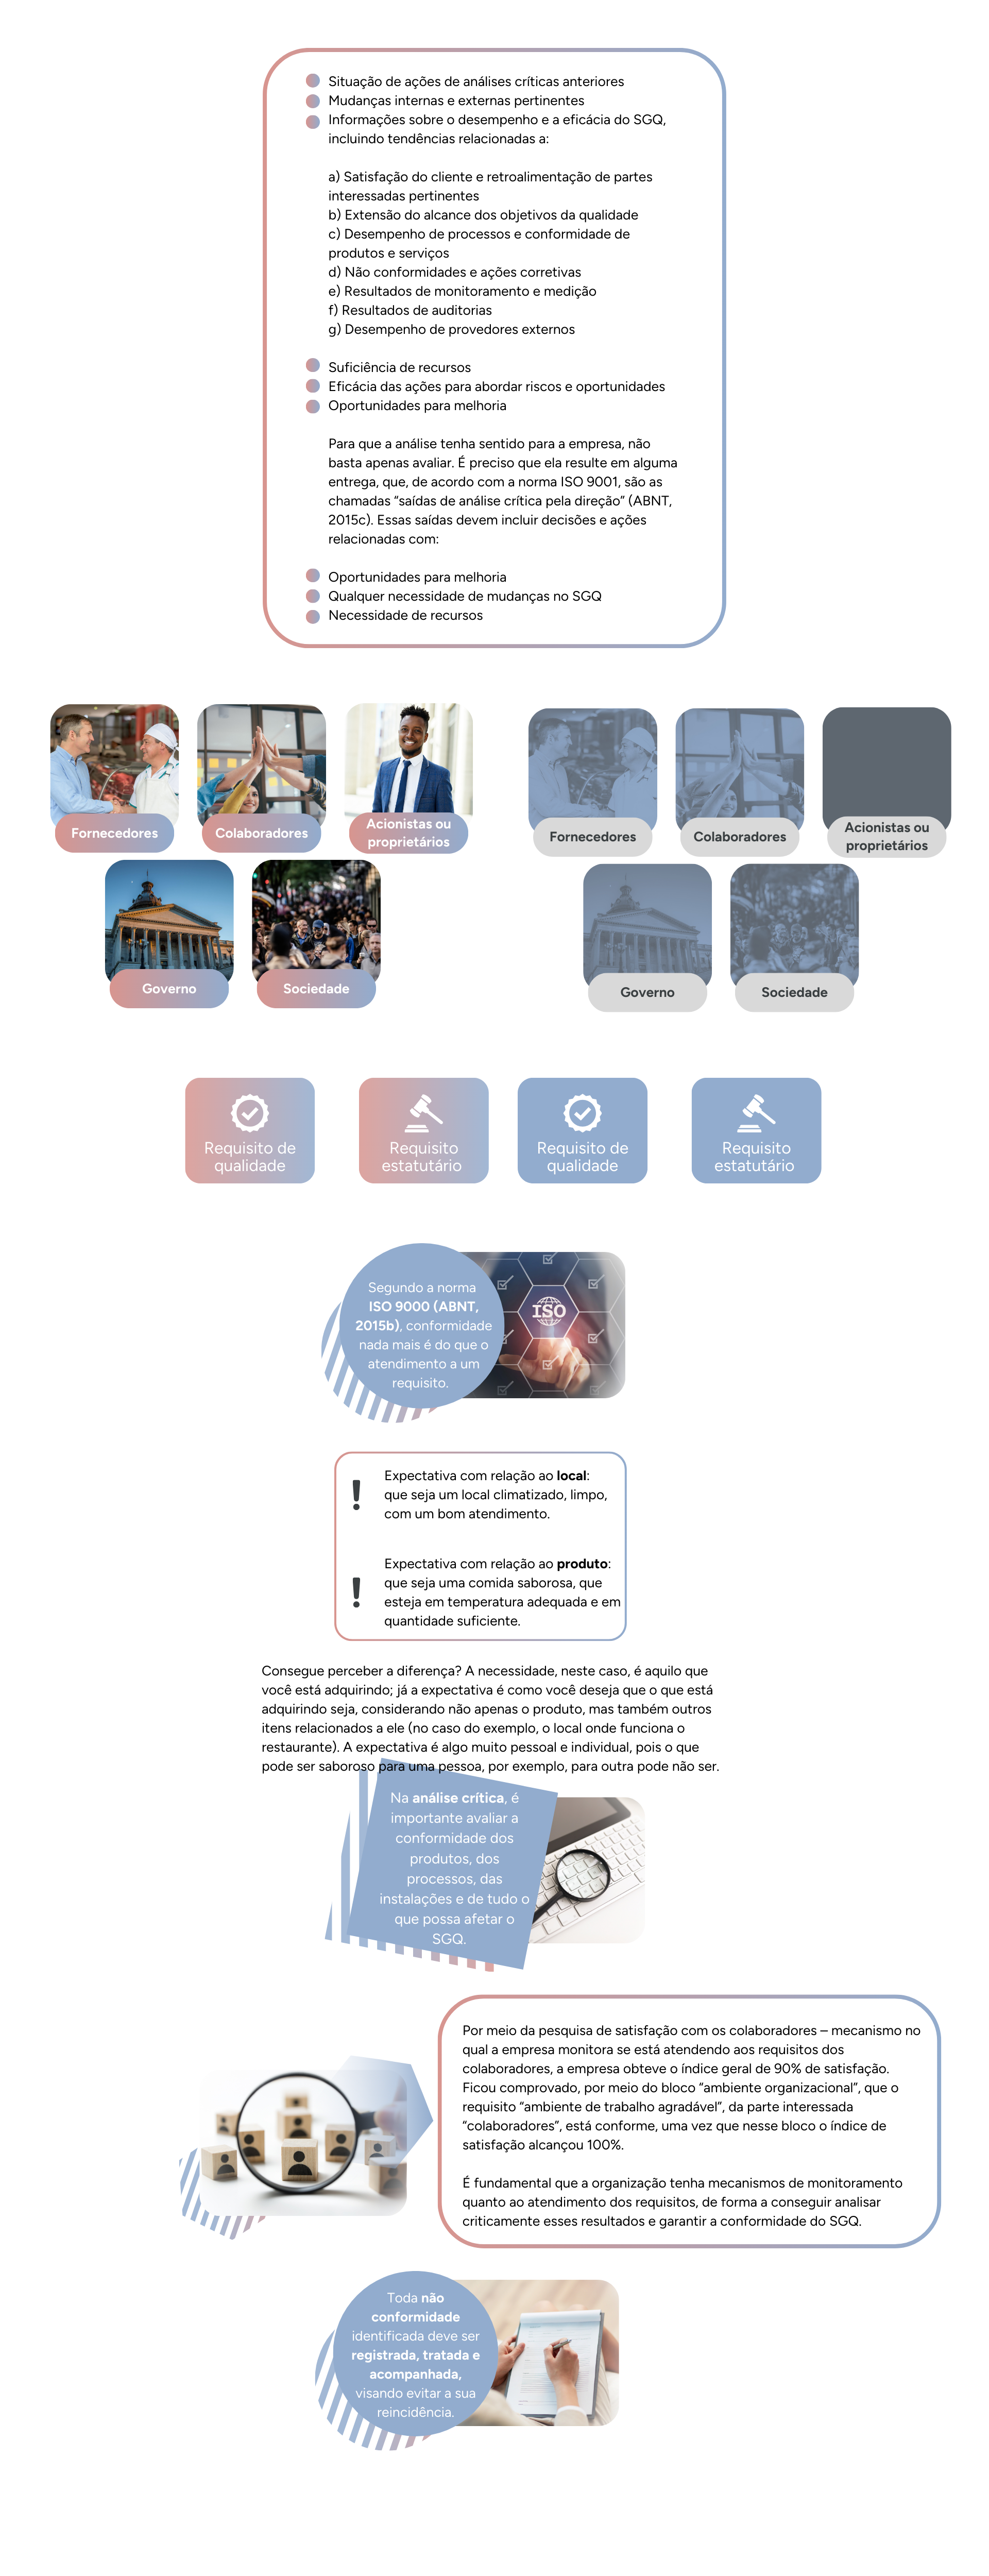 Situação de ações de análises críticas anteriores
Mudanças internas e externas pertinentes
Informações sobre o desempenho e a eficácia do SGQ,
incluindo tendências relacionadas a:
a) Satisfação do cliente e retroalimentação de partes
interessadas pertinentes
b) Extensão do alcance dos objetivos da qualidade
c) Desempenho de processos e conformidade de
produtos e serviços
d) Não conformidades e ações corretivas
e) Resultados de monitoramento e medição
f) Resultados de auditorias
g) Desempenho de provedores externos
Suficiência de recursos
Eficácia das ações para abordar riscos e oportunidades
Oportunidades para melhoria
Para que a análise tenha sentido para a empresa, não
basta apenas avaliar. É preciso que ela resulte em alguma
entrega, que, de acordo com a norma ISO 9001, são as
chamadas “saídas de análise crítica pela direção” (ABNT,
2015c). Essas saídas devem incluir decisões e ações
relacionadas com:
Oportunidades para melhoria
Qualquer necessidade de mudanças no SGQ
Necessidade de recursos
Fornecedores
Colaboradores
Acionistas ou
proprietários
Governo
Sociedade
Fornecedores
Colaboradores
Acionistas ou
proprietários
Governo
Sociedade
Requisito de
qualidade
Requisito
estatutário
Requisito de
qualidade
Requisito
estatutário
Segundo a norma
ISO 9000 (ABNT,
2015b), conformidade
nada mais é do que o
atendimento a um
requisito.
ISO
Expectativa com relação ao local:
que seja um local climatizado, limpo,
com um bom atendimento.
Expectativa com relação ao produto:
que seja uma comida saborosa, que
esteja em temperatura adequada e em
quantidade suficiente.
Consegue perceber a diferença? A necessidade, neste caso, é aquilo que
você está adquirindo; já a expectativa é como você deseja que o que está
adquirindo seja, considerando não apenas o produto, mas também outros
itens relacionados a ele (no caso do exemplo, o local onde funciona o
restaurante). A expectativa é algo muito pessoal e individual, pois o que
pode ser saboroso para uma pessoa, por exemplo, para outra pode não ser.
Na análise crítica, é
importante avaliar a
conformidade dos
produtos, dos
processos, das
instalações e de tudo o
que possa afetar o
SGQ.
Por meio da pesquisa de satisfação com os colaboradores – mecanismo no
qual a empresa monitora se está atendendo aos requisitos dos
colaboradores, a empresa obteve o índice geral de 90% de satisfação.
Ficou comprovado, por meio do bloco “ambiente organizacional”, que o
requisito “ambiente de trabalho agradável”, da parte interessada
“colaboradores”, está conforme, uma vez que nesse bloco o índice de
satisfação alcançou 100%.
É fundamental que a organização tenha mecanismos de monitoramento
quanto ao atendimento dos requisitos, de forma a conseguir analisar
criticamente esses resultados e garantir a conformidade do SGQ.
Toda não
conformidade
identificada deve ser
registrada, tratada e
acompanhada,
visando evitar a sua
reincidência.